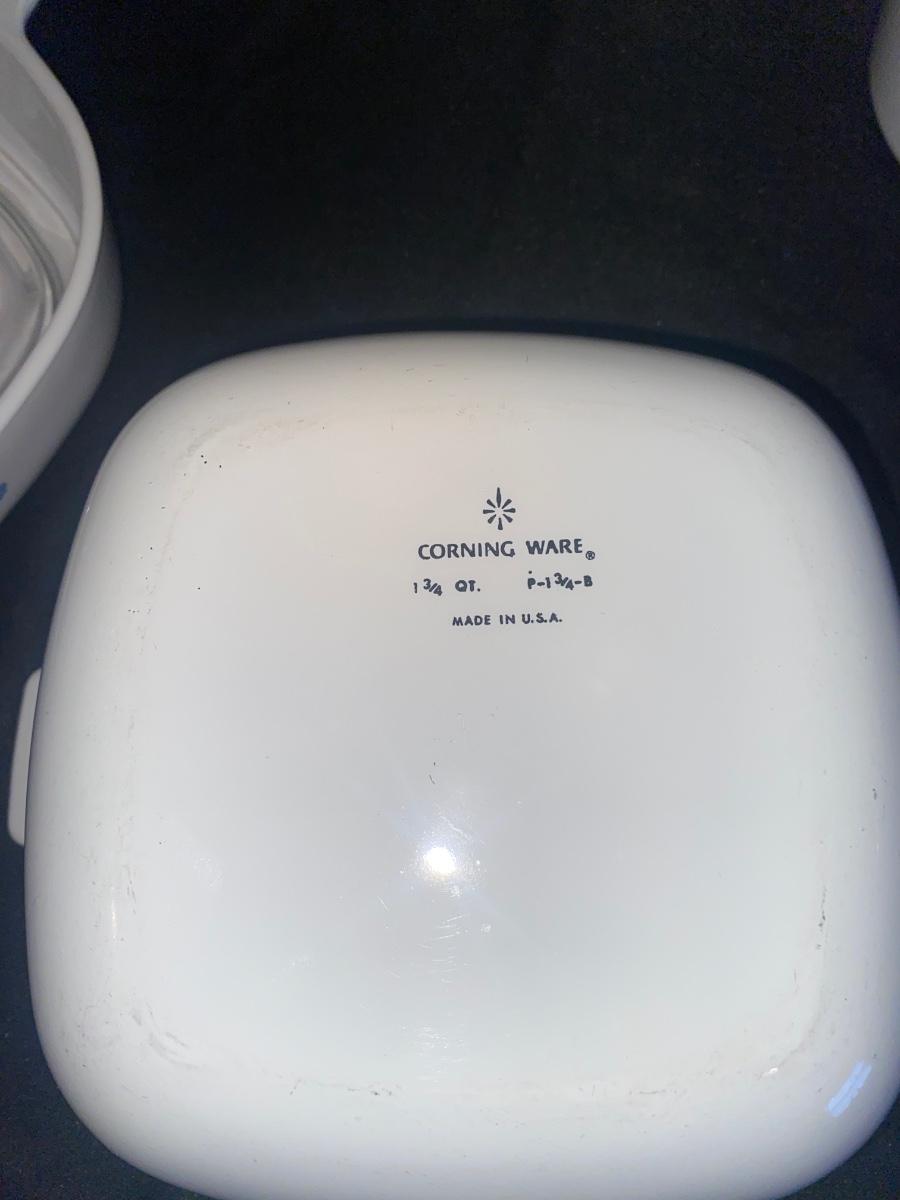 CORNING WARE®
1 3/4 QT. P-1 3/4-B
MADE IN U.S.A.